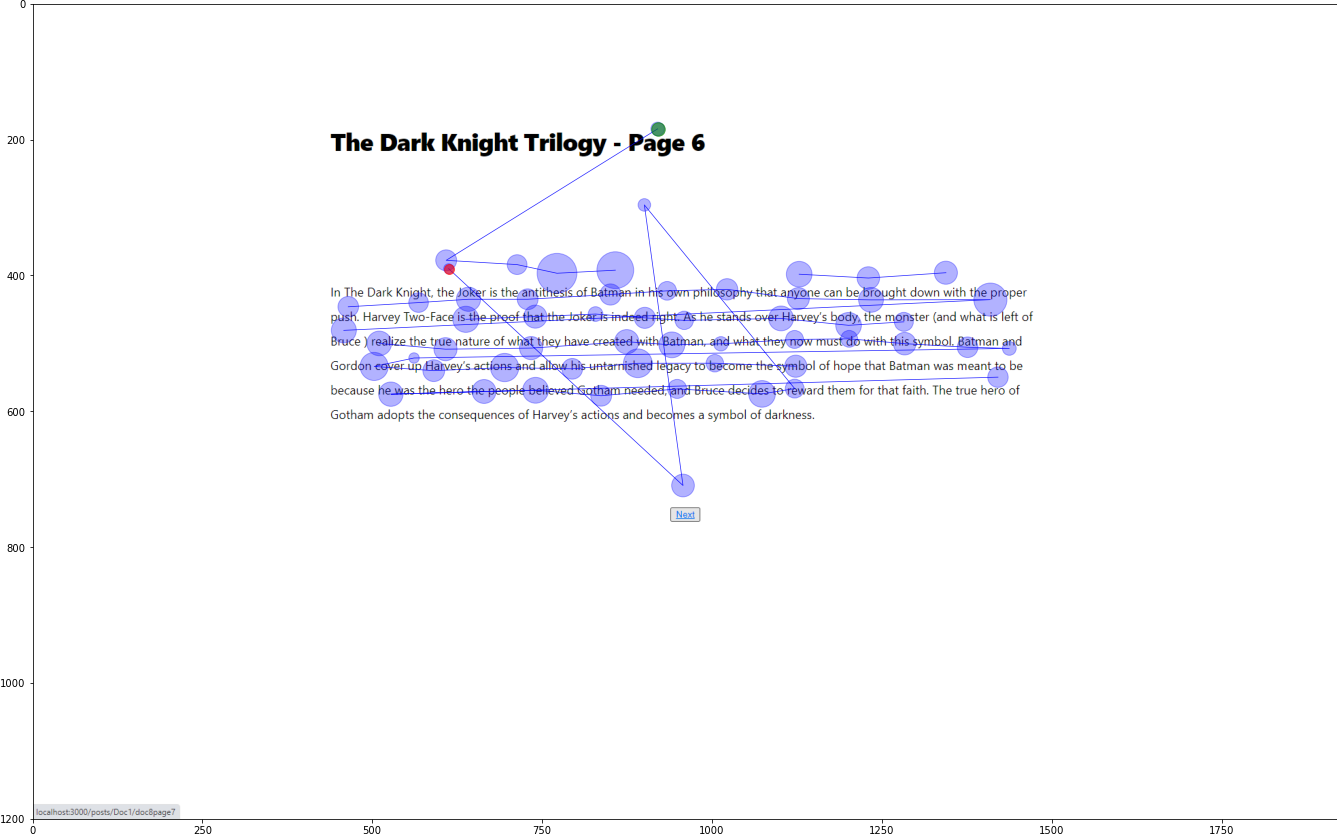 The Dark Knight Trilogy - Page 6
In The Dark Knight, the Joker is the antithesis of Batman in his own philosophy that anyone can be brought down with the proper
push. Harvey Two-Face is the proof that the Joker is indeed right. As he stands over Harvey's body, the monster (and what is left of
Bruce ) realize the true nature of what they have created with Batman, and what they now must do with this symbol. Batman and
Gordon cover up Harvey's actions and allow his untarnished legacy to become the symbol of hope that Batman was meant to be
because he was the hero the people believed Gotham needed, and Bruce decides to reward them for that faith. The true hero of
Gotham adopts the consequences of Harvey's actions and becomes a symbol of darkness.
Next
localhost:3000/posts/Doc1/doc8page7
0
200
400
600
800
1000
1200
0 250 500 750 1000 1250 1500 1750